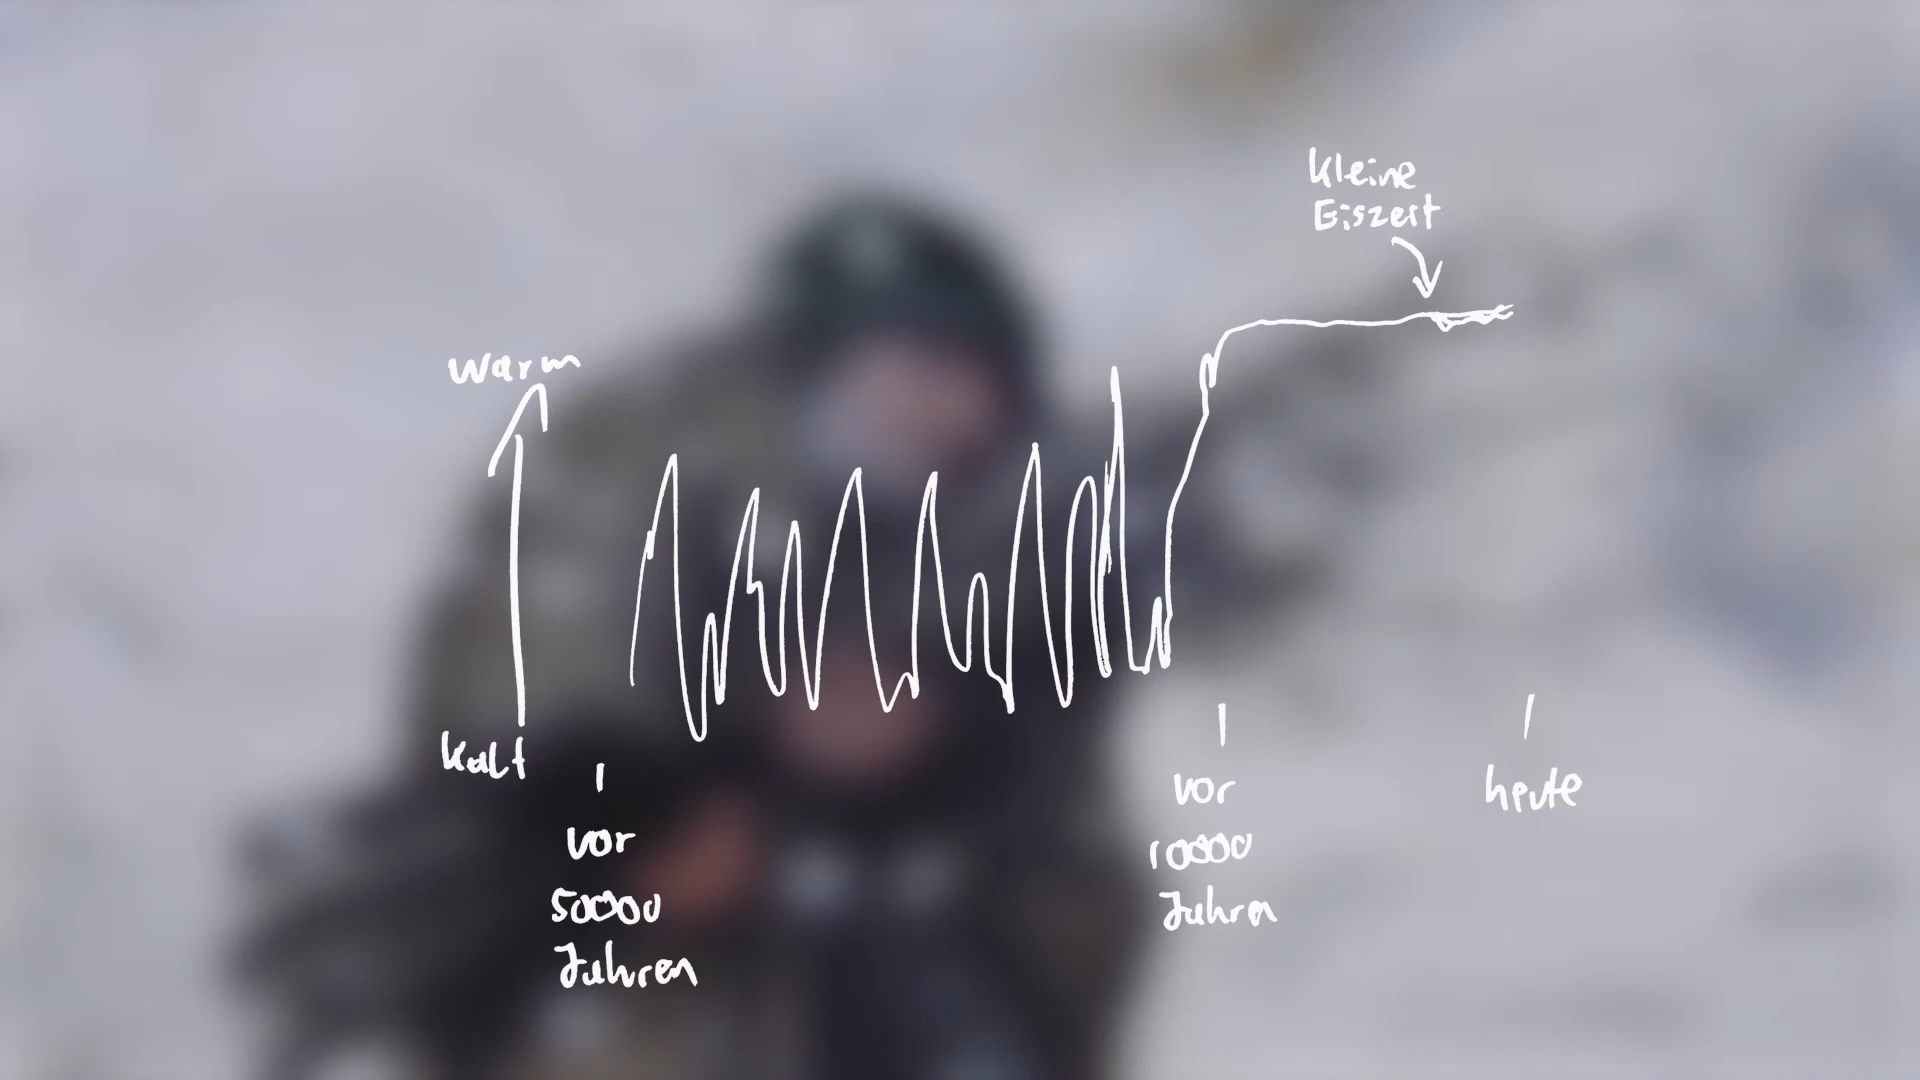 Kleine
Eiszeit
warm
kalt
vor
50000
Jahren
vor
10000
Jahren
heute